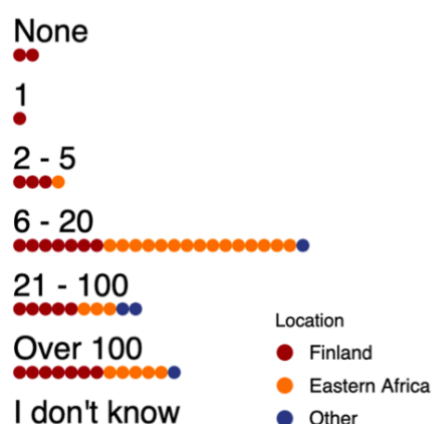 None
1
2 - 5
6 - 20
21 - 100
Over 100
I don't know
Location
Finland
Eastern Africa
Other